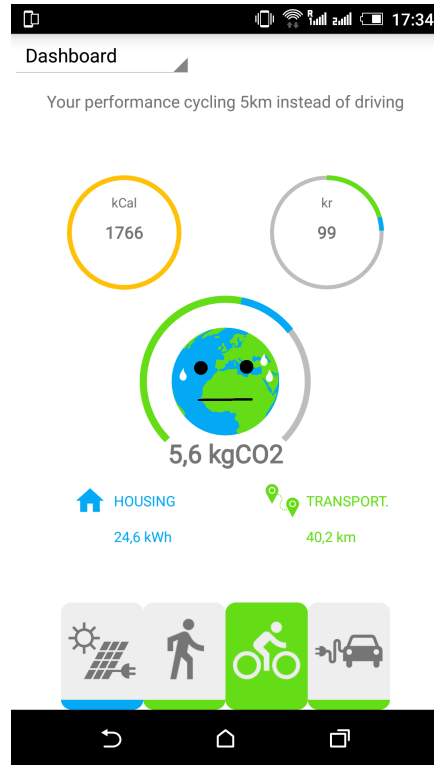 17:34
Dashboard
Your performance cycling 5km instead of driving
kCal
1766
kr
99
5,6 kgCO2
HOUSING
24,6 kWh
TRANSPORT.
40,2 km